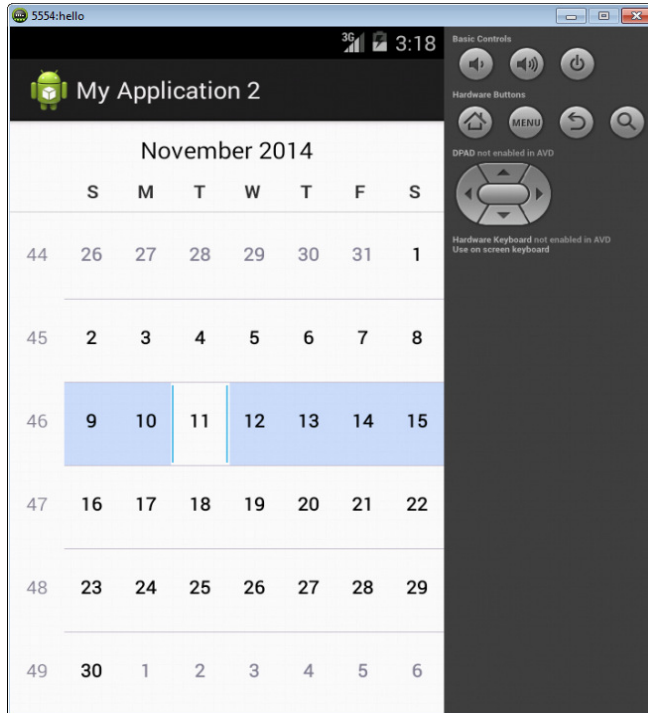 5554:hello
3G 3:18
My Application 2
November 2014
S M T W T F S
44 26 27 28 29 30 31 1
45 2 3 4 5 6 7 8
46 9 10 11 12 13 14 15
47 16 17 18 19 20 21 22
48 23 24 25 26 27 28 29
49 30 1 2 3 4 5 6
Basic Controls
Hardware Buttons
MENU
DPAD not enabled in AVD
Hardware Keyboard not enabled in AVD
Use on screen keyboard